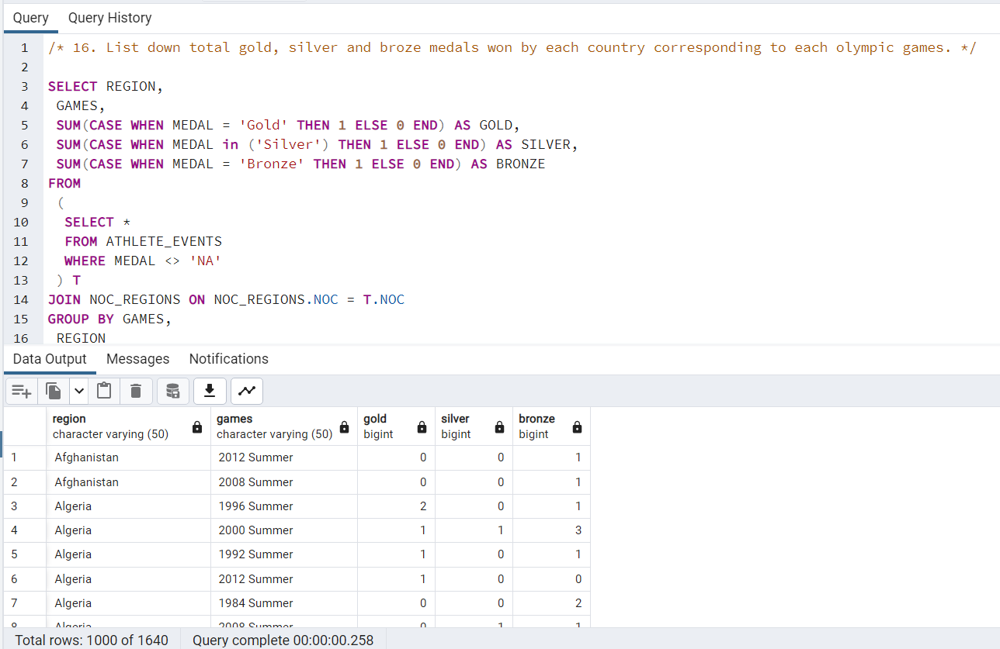 Query Query History
1 /* 16. List down total gold, silver and broze medals won by each country corresponding to each olympic games. */
2
3 SELECT REGION,
4 GAMES,
5 SUM(CASE WHEN MEDAL = 'Gold' THEN 1 ELSE 0 END) AS GOLD,
6 SUM(CASE WHEN MEDAL in ('Silver') THEN 1 ELSE 0 END) AS SILVER,
7 SUM(CASE WHEN MEDAL = 'Bronze' THEN 1 ELSE 0 END) AS BRONZE
8 FROM
9 (
10 SELECT *
11 FROM ATHLETE_EVENTS
12 WHERE MEDAL <> 'NA'
13 ) T
14 JOIN NOC_REGIONS ON NOC_REGIONS.NOC = T.NOC
15 GROUP BY GAMES,
16 REGION
Data Output Messages Notifications
region games gold silver bronze
character varying (50) character varying (50) bigint bigint bigint
1 Afghanistan 2012 Summer 0 0 1
2 Afghanistan 2008 Summer 0 0 1
3 Algeria 1996 Summer 2 0 1
4 Algeria 2000 Summer 1 1 3
5 Algeria 1992 Summer 1 0 1
6 Algeria 2012 Summer 1 0 0
7 Algeria 1984 Summer 0 0 2
8 Algeria 2008 Summer 0 1 1
Total rows: 1000 of 1640 Query complete 00:00:00.258